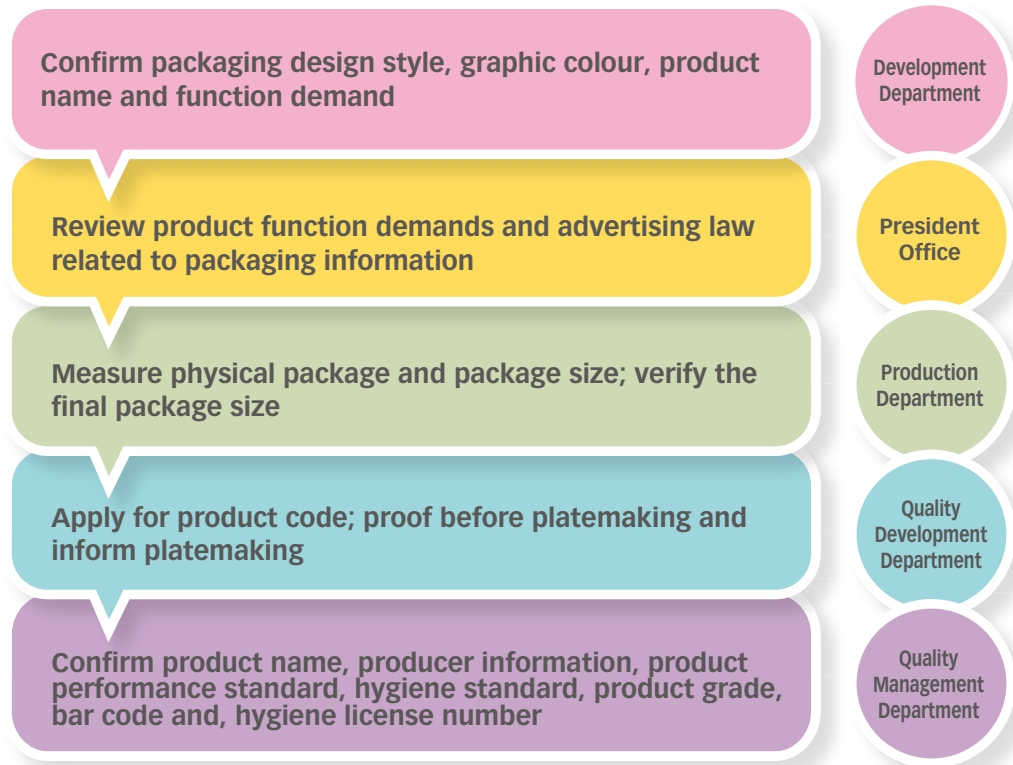 Confirm packaging design style, graphic colour, product
name and function demand
Development
Department
Review product function demands and advertising law
related to packaging information
President
Office
Measure physical package and package size; verify the
final package size
Production
Department
Apply for product code; proof before platemaking and
inform platemaking
Quality
Development
Department
Confirm product name, producer information, product
performance standard, hygiene standard, product grade,
bar code and, hygiene license number
Quality
Management
Department